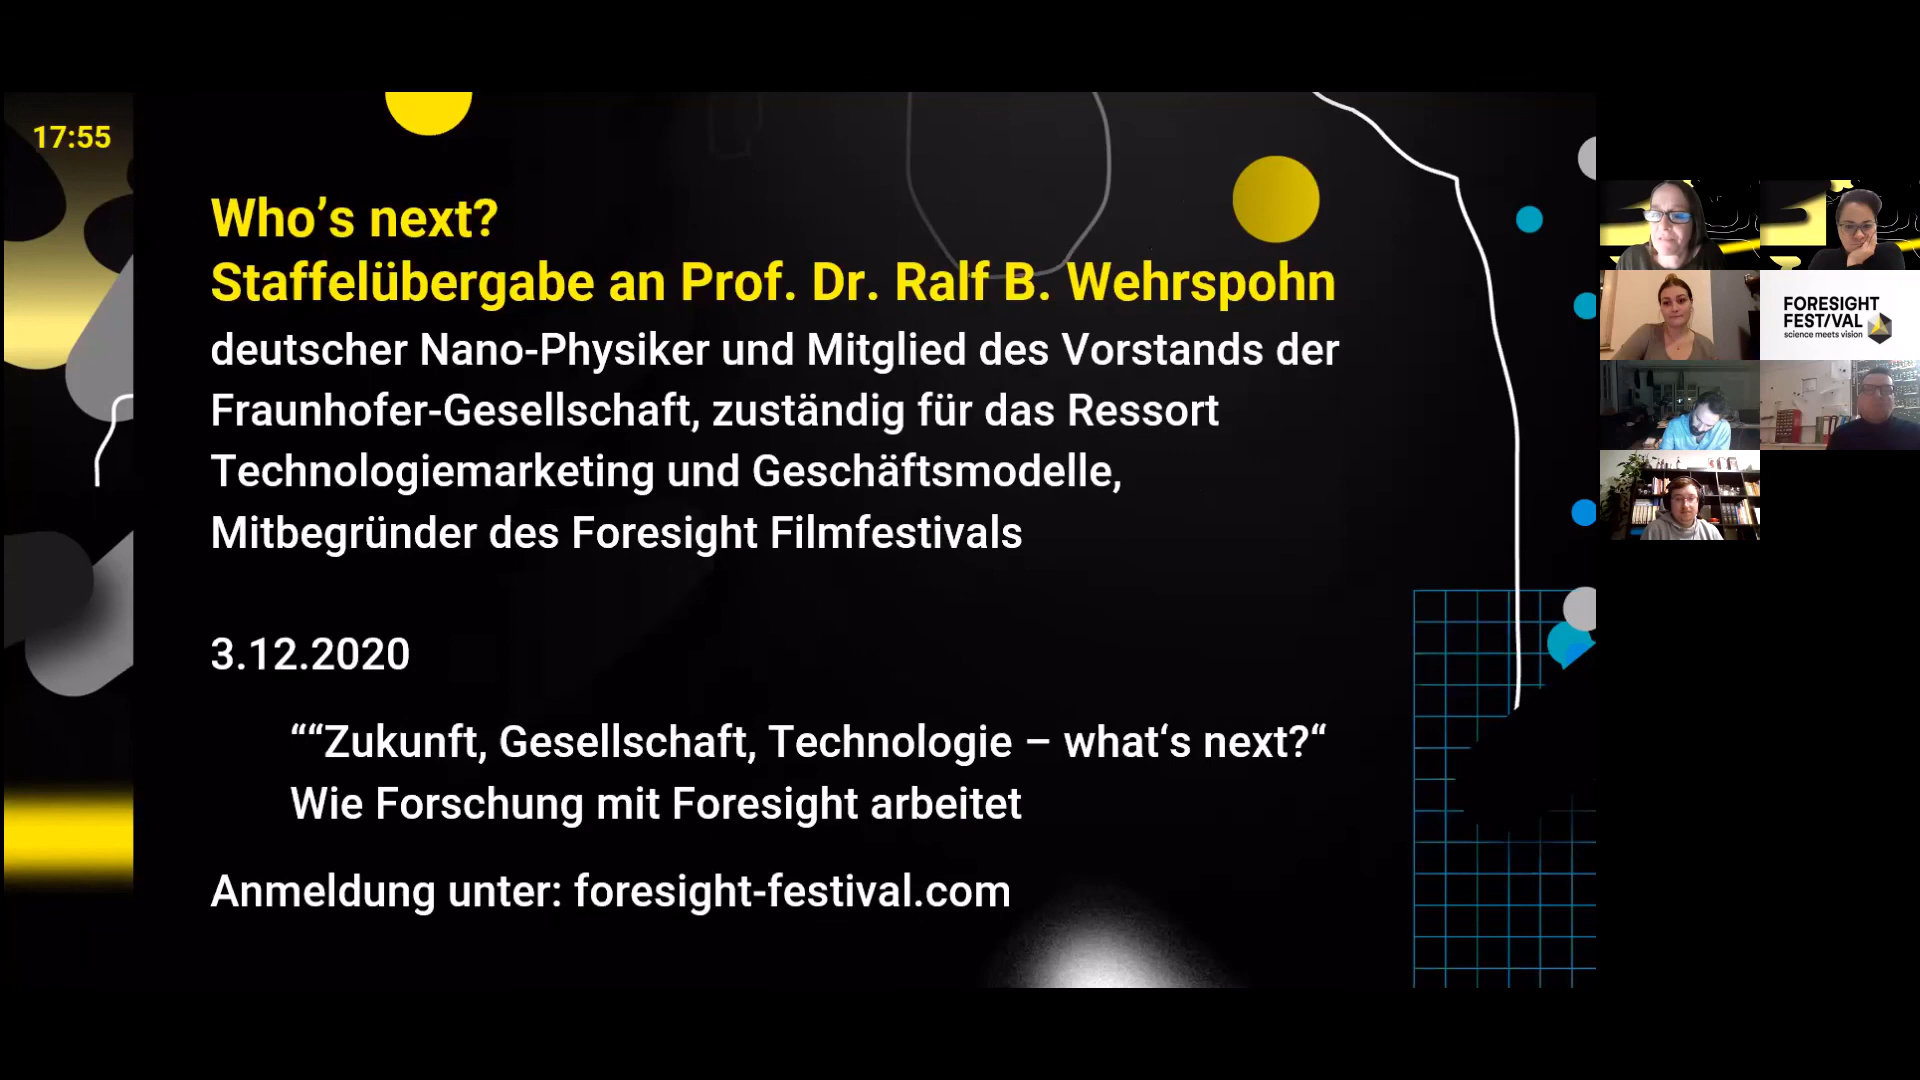 17:55
Who’s next?
Staffelübergabe an Prof. Dr. Ralf B. Wehrspohn
deutscher Nano-Physiker und Mitglied des Vorstands der
Fraunhofer-Gesellschaft, zuständig für das Ressort
Technologiemarketing und Geschäftsmodelle,
Mitbegründer des Foresight Filmfestivals
3.12.2020
““Zukunft, Gesellschaft, Technologie – what‘s next?“
Wie Forschung mit Foresight arbeitet
Anmeldung unter: foresight-festival.com
FORESIGHT
FEST/VAL
science meets vision